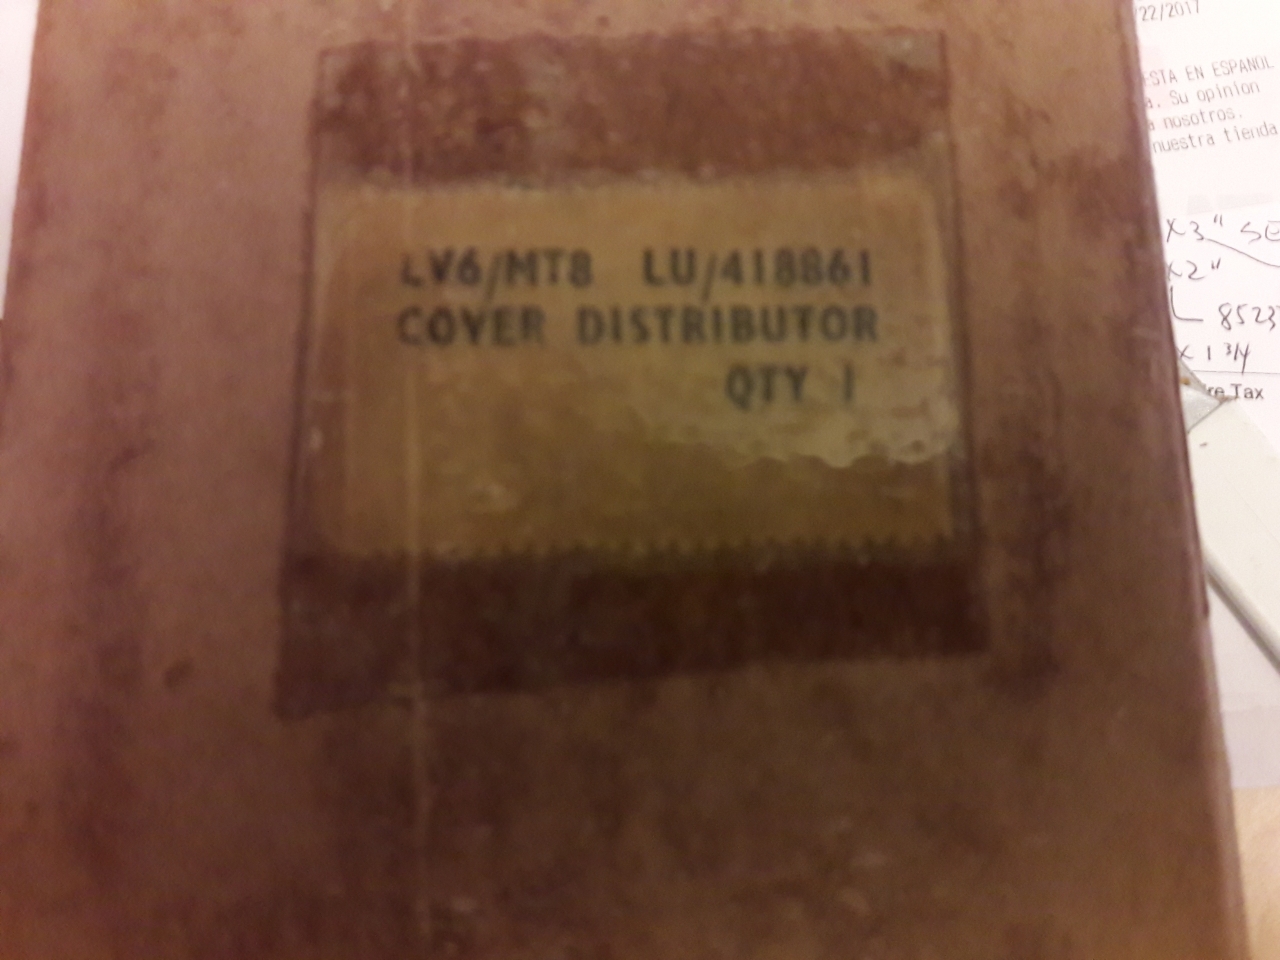 LV6/MT8 LU/418861
COVER DISTRIBUTOR
QTY 1
22/2017
EN ESPANOL
Su opinion
nosotros.
nuestra tienda
X3" SE
X2"
8523
X 1 3/4
Tax